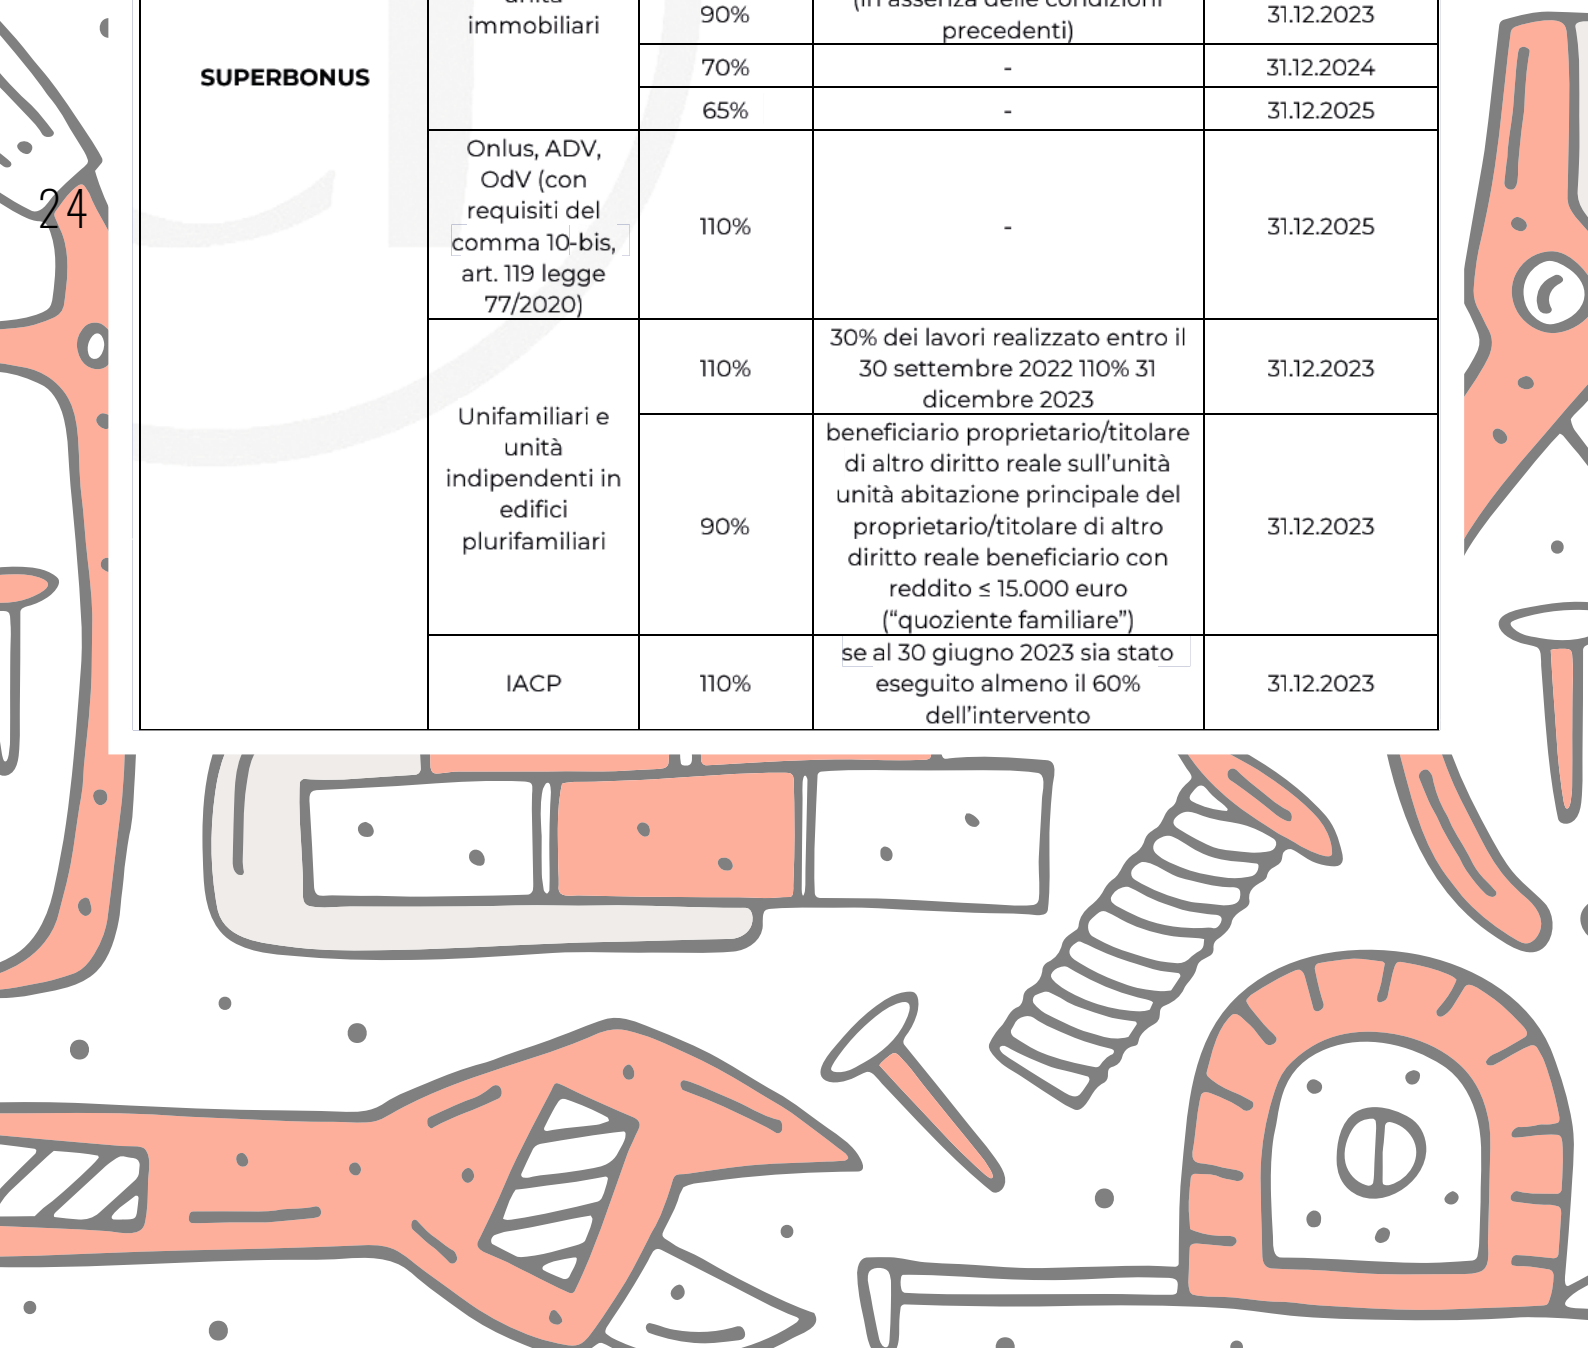 unità
immobiliari
90%
(in assenza delle condizioni
precedenti)
31.12.2023
SUPERBONUS
70%
-
31.12.2024
65%
-
31.12.2025
24
Onlus, ADV,
OdV (con
requisiti del
comma 10-bis,
art. 119 legge
77/2020)
110%
-
31.12.2025
Unifamiliari e
unità
indipendenti in
edifici
plurifamiliari
110%
30% dei lavori realizzato entro il
30 settembre 2022 110% 31
dicembre 2023
31.12.2023
90%
beneficiario proprietario/titolare
di altro diritto reale sull’unità
unità abitazione principale del
proprietario/titolare di altro
diritto reale beneficiario con
reddito ≤ 15.000 euro
(“quoziente familiare”)
31.12.2023
IACP
110%
se al 30 giugno 2023 sia stato
eseguito almeno il 60%
dell’intervento
31.12.2023